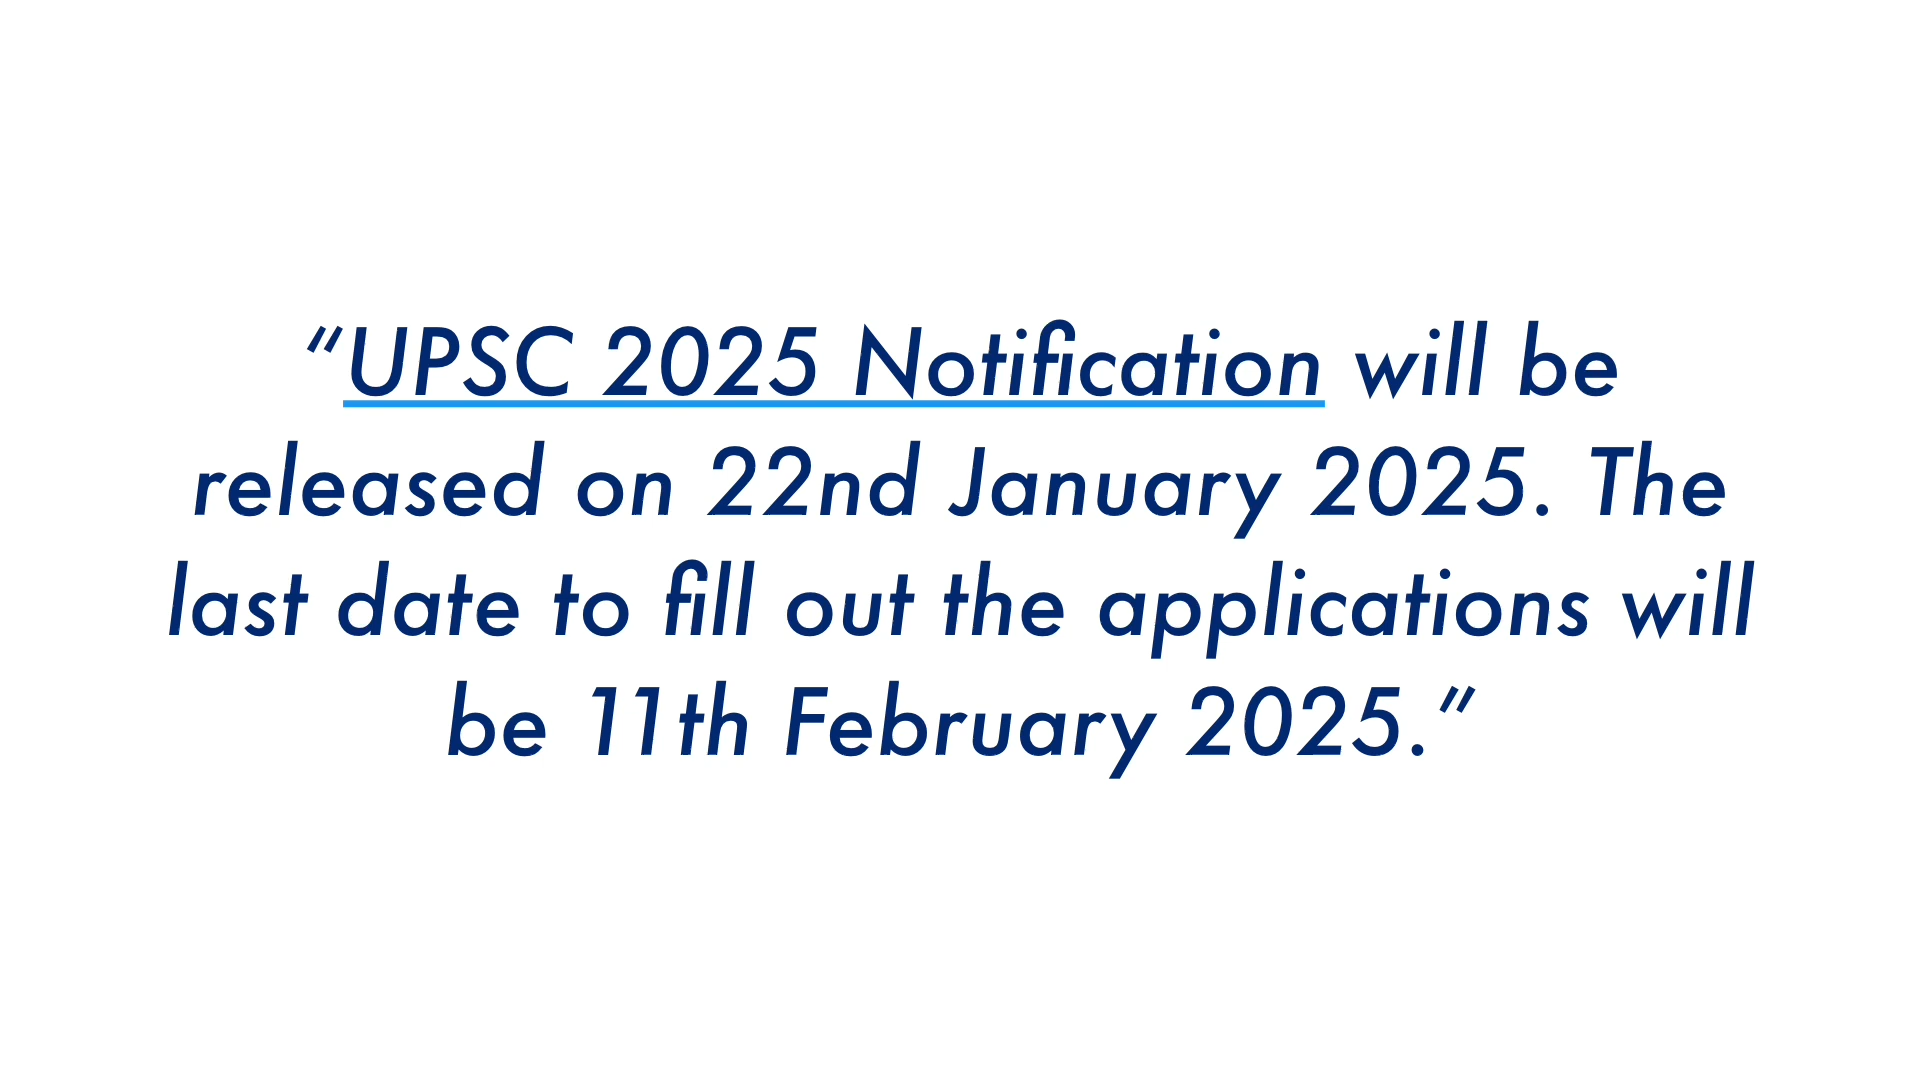 “UPSC 2025 Notification will be
released on 22nd January 2025. The
last date to fill out the applications will
be 11th February 2025.”